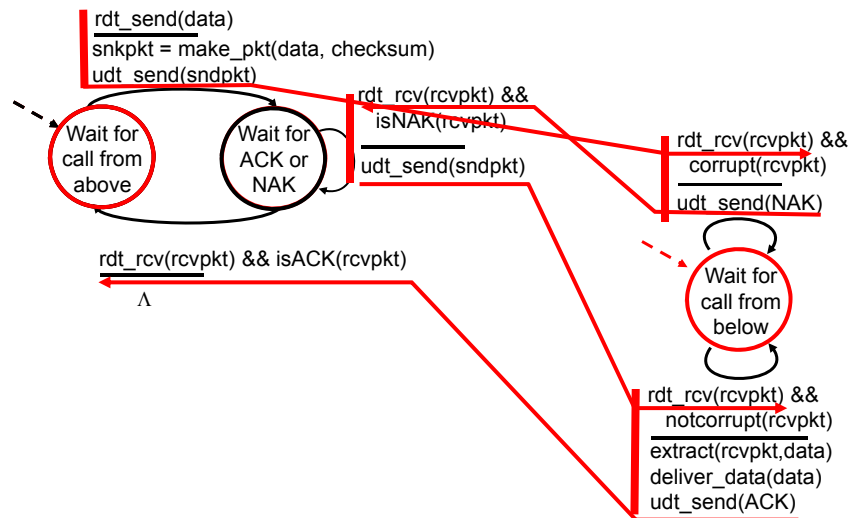 rdt_send(data)
snkpkt = make_pkt(data, checksum)
udt_send(sndpkt)
Wait for
call from
above
Wait for
ACK or
NAK
rdt_rcv(rcvpkt) &&
isNAK(rcvpkt)
udt_send(sndpkt)
rdt_rcv(rcvpkt) && isACK(rcvpkt)
Λ
rdt_rcv(rcvpkt) &&
corrupt(rcvpkt)
udt_send(NAK)
Wait for
call from
below
rdt_rcv(rcvpkt) &&
notcorrupt(rcvpkt)
extract(rcvpkt,data)
deliver_data(data)
udt_send(ACK)